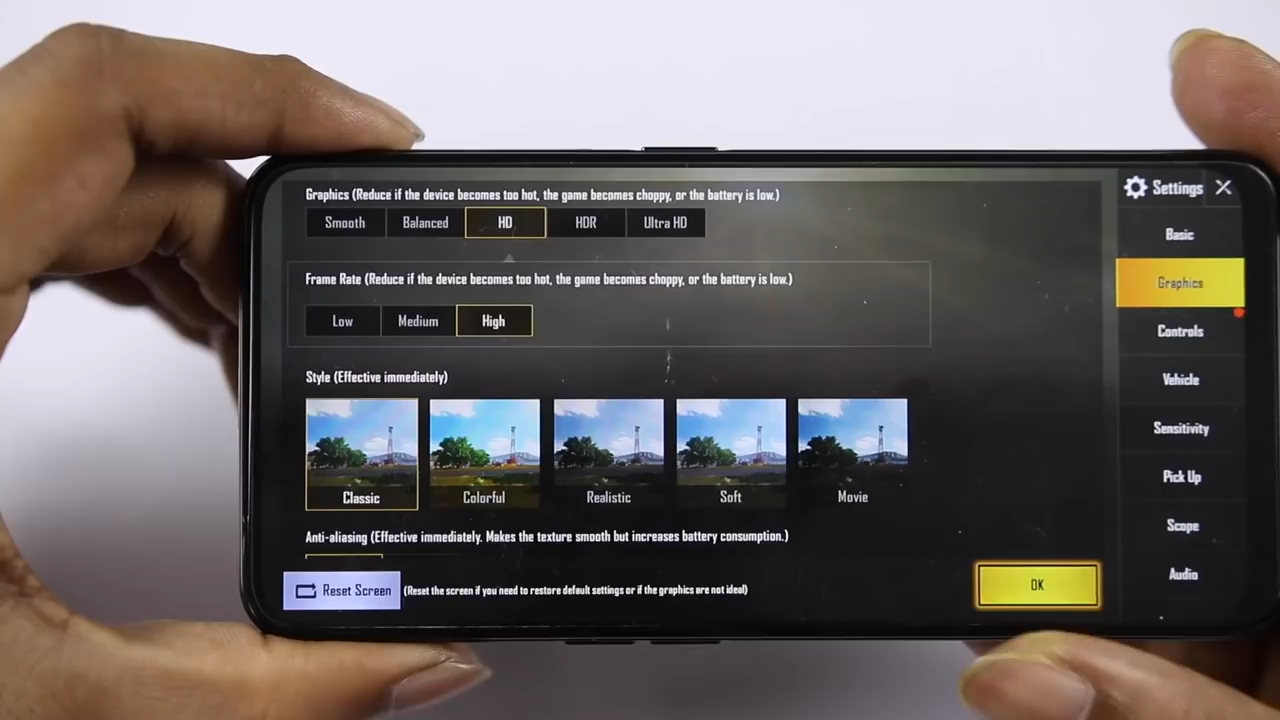 Graphics (Reduce if the device becomes too hot, the game becomes choppy, or the battery is low.)
Smooth
Balanced
HD
HDR
Ultra HD
Frame Rate (Reduce if the device becomes too hot, the game becomes choppy, or the battery is low.)
Low
Medium
High
Style (Effective immediately)
Classic
Colorful
Realistic
Soft
Movie
Anti-aliasing (Effective immediately. Makes the texture smooth but increases battery consumption.)
Reset Screen
(Reset the screen if you need to restore default settings or if the graphics are not ideal)
OK
Settings
Basic
Graphics
Controls
Vehicle
Sensitivity
Pick Up
Scope
Audio